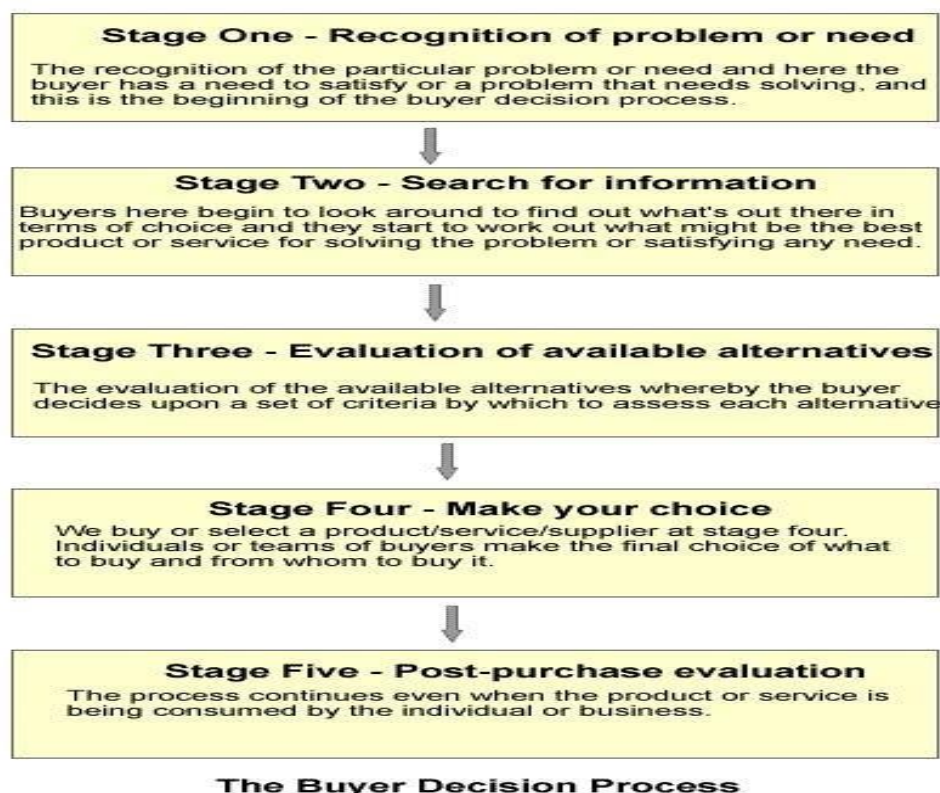 Stage One - Recognition of problem or need
The recognition of the particular problem or need and here the
buyer has a need to satisfy or a problem that needs solving, and
this is the beginning of the buyer decision process.
Stage Two - Search for information
Buyers here begin to look around to find out what's out there in
terms of choice and they start to work out what might be the best
product or service for solving the problem or satisfying any need.
Stage Three - Evaluation of available alternatives
The evaluation of the available alternatives whereby the buyer
decides upon a set of criteria by which to assess each alternative
Stage Four - Make your choice
We buy or select a product/service/supplier at stage four.
Individuals or teams of buyers make the final choice of what
to buy and from whom to buy it.
Stage Five - Post-purchase evaluation
The process continues even when the product or service is
being consumed by the individual or business.
The Buyer Decision Process